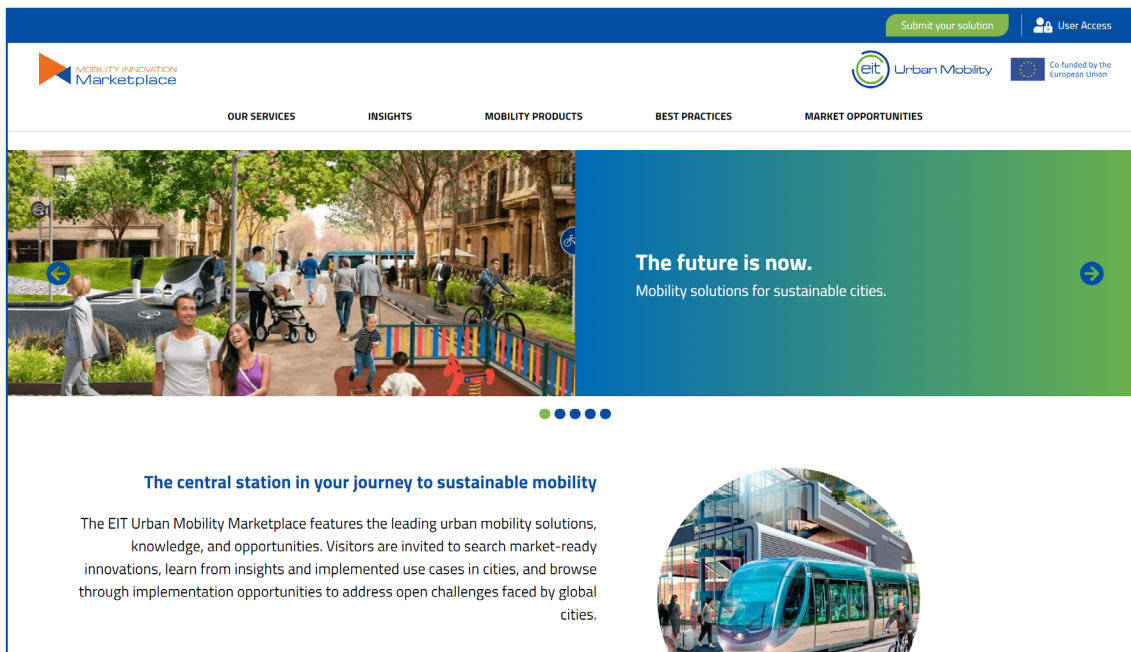 Submit your solution
User Access
MOBILITY INNOVATION
Marketplace
eit Urban Mobility
Co-funded by the
European Union
OUR SERVICES
INSIGHTS
MOBILITY PRODUCTS
BEST PRACTICES
MARKET OPPORTUNITIES
The future is now.
Mobility solutions for sustainable cities.
The central station in your journey to sustainable mobility
The EIT Urban Mobility Marketplace features the leading urban mobility solutions,
knowledge, and opportunities. Visitors are invited to search market-ready
innovations, learn from insights and implemented use cases in cities, and browse
through implementation opportunities to address open challenges faced by global
cities.